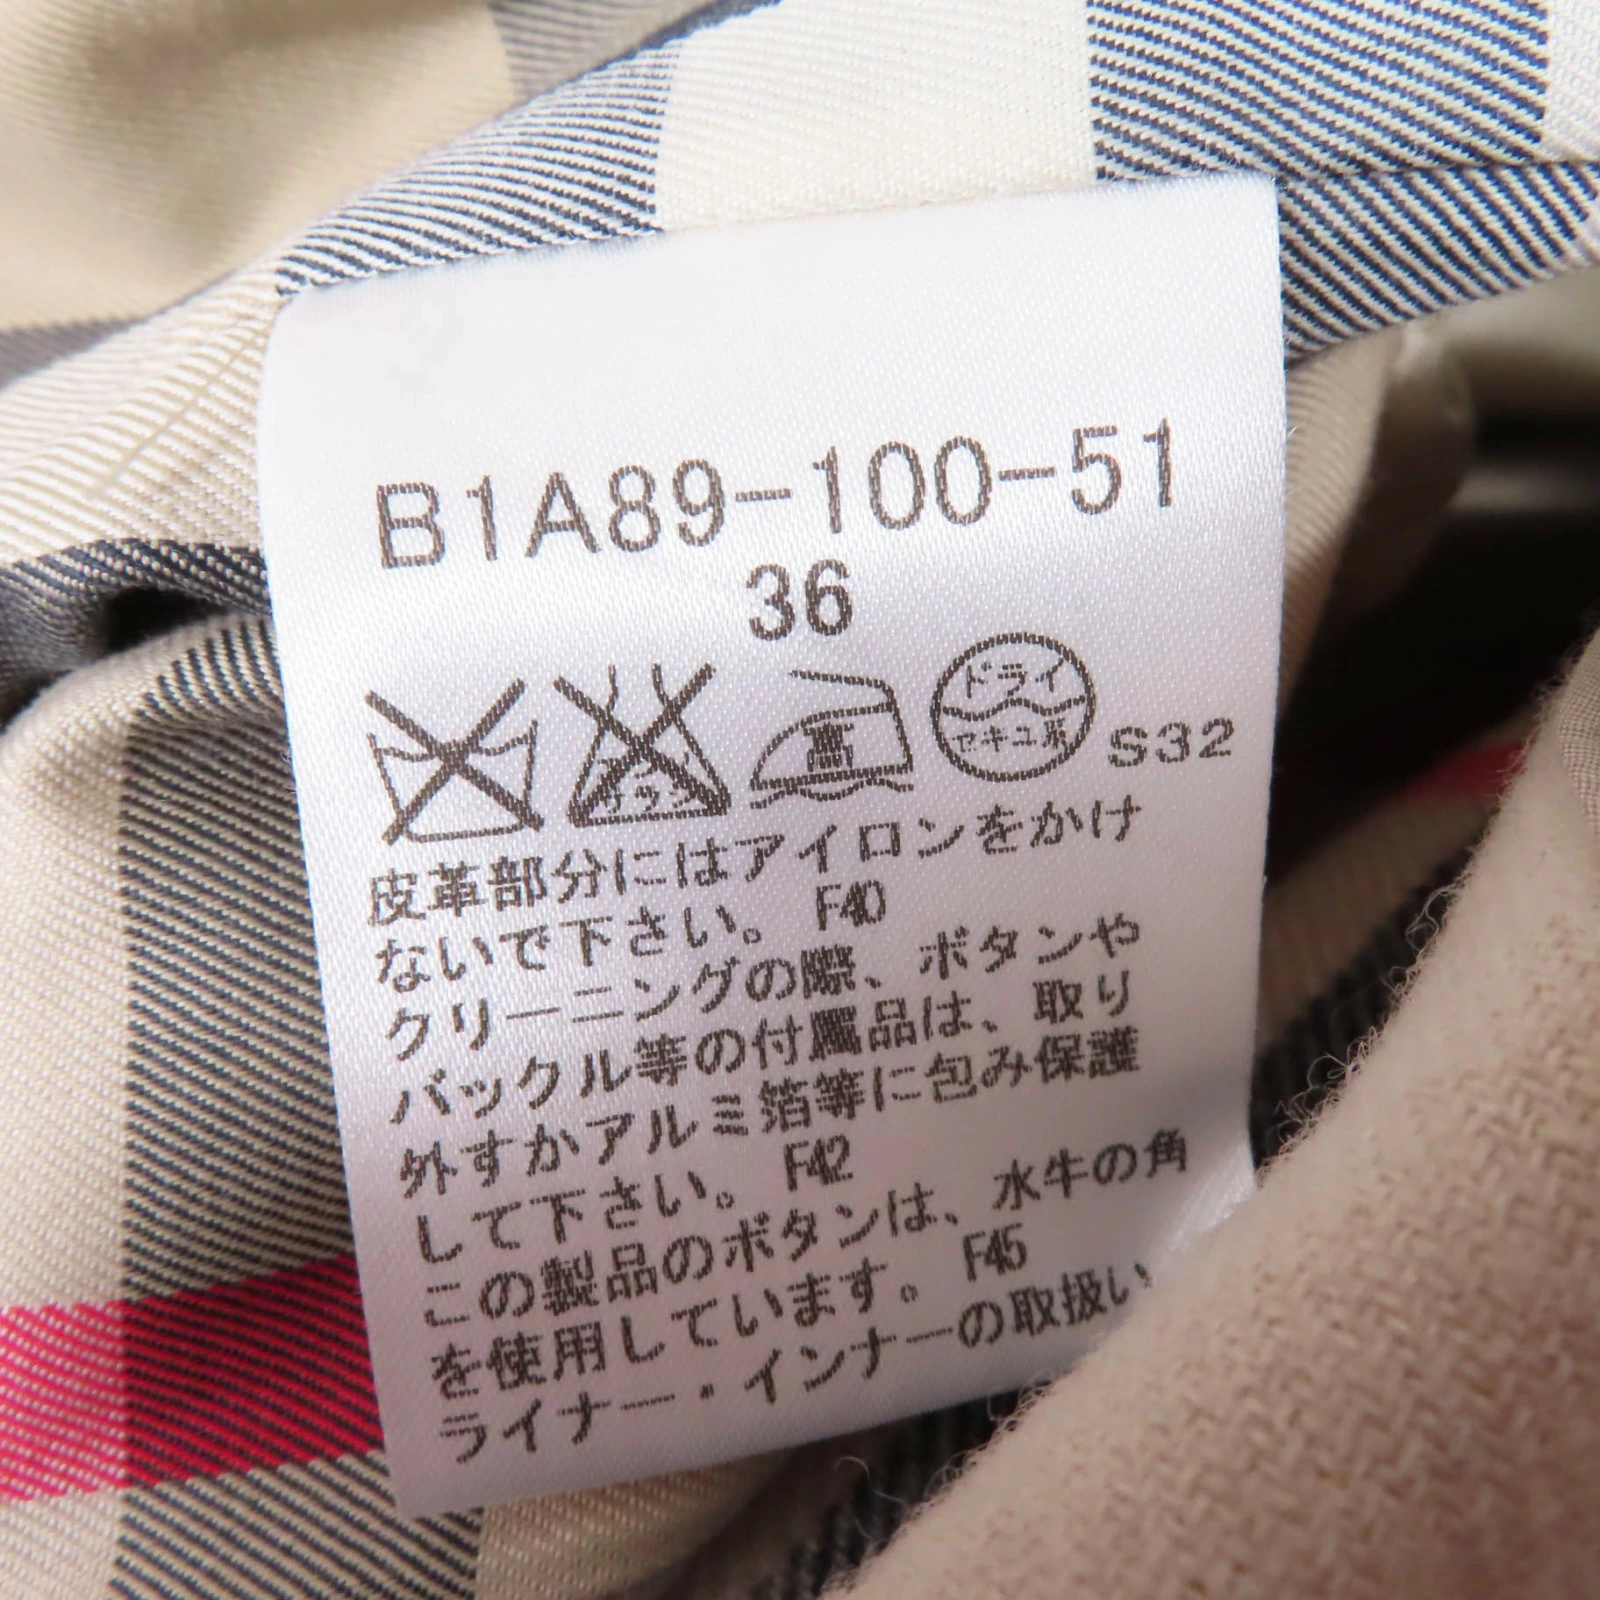 B1A89-100-51
36
ドライ
セキユ系
S32
皮革部分にはアイロンをかけ
ないで下さい。 F40
クリーニングの際、ボタンや
バックル等の付属品は、取り
外すかアルミ箔等に包み保護
して下さい。 F42
この製品のボタンは、水牛の角
を使用しています。 F45
ライナー・インナーの取扱い